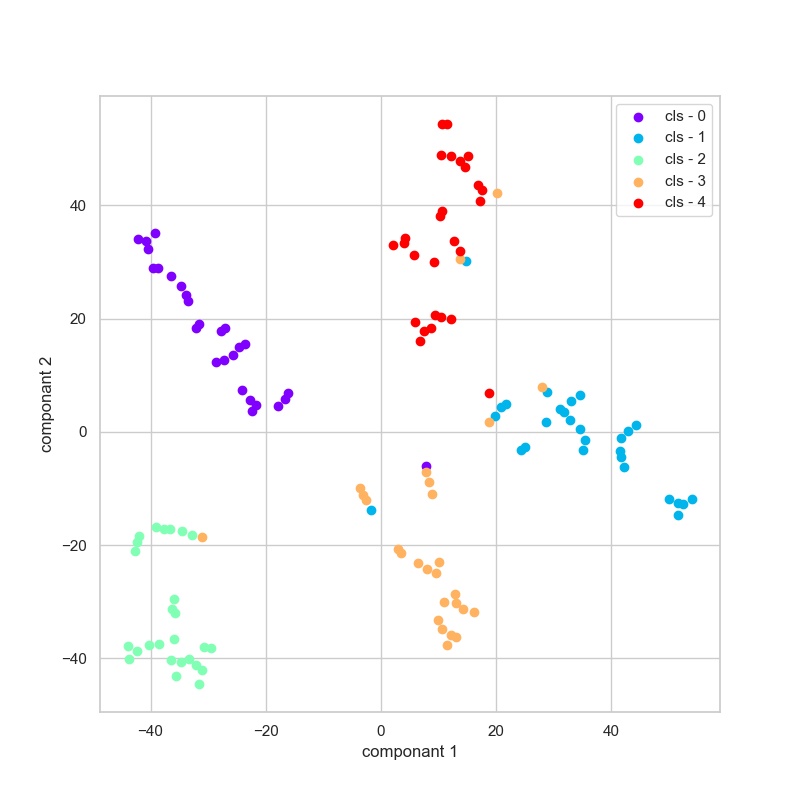 cls - 0
cls - 1
cls - 2
cls - 3
cls - 4
componant 2
40
20
0
−20
−40
−40
−20
0
20
40
componant 1